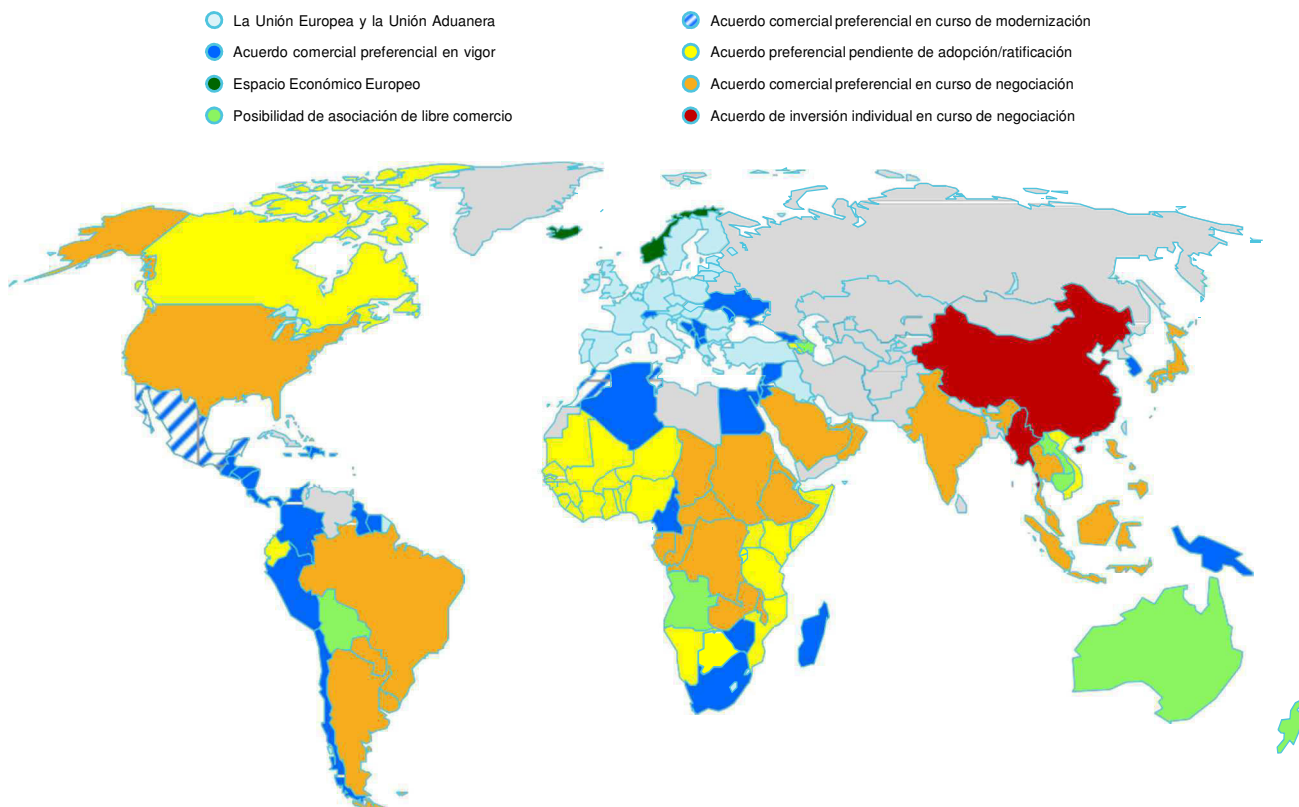 La Unión Europea y la Unión Aduanera
Acuerdo comercial preferencial en vigor
Espacio Económico Europeo
Posibilidad de asociación de libre comercio
Acuerdo comercial preferencial en curso de modernización
Acuerdo preferencial pendiente de adopción/ratificación
Acuerdo comercial preferencial en curso de negociación
Acuerdo de inversión individual en curso de negociación